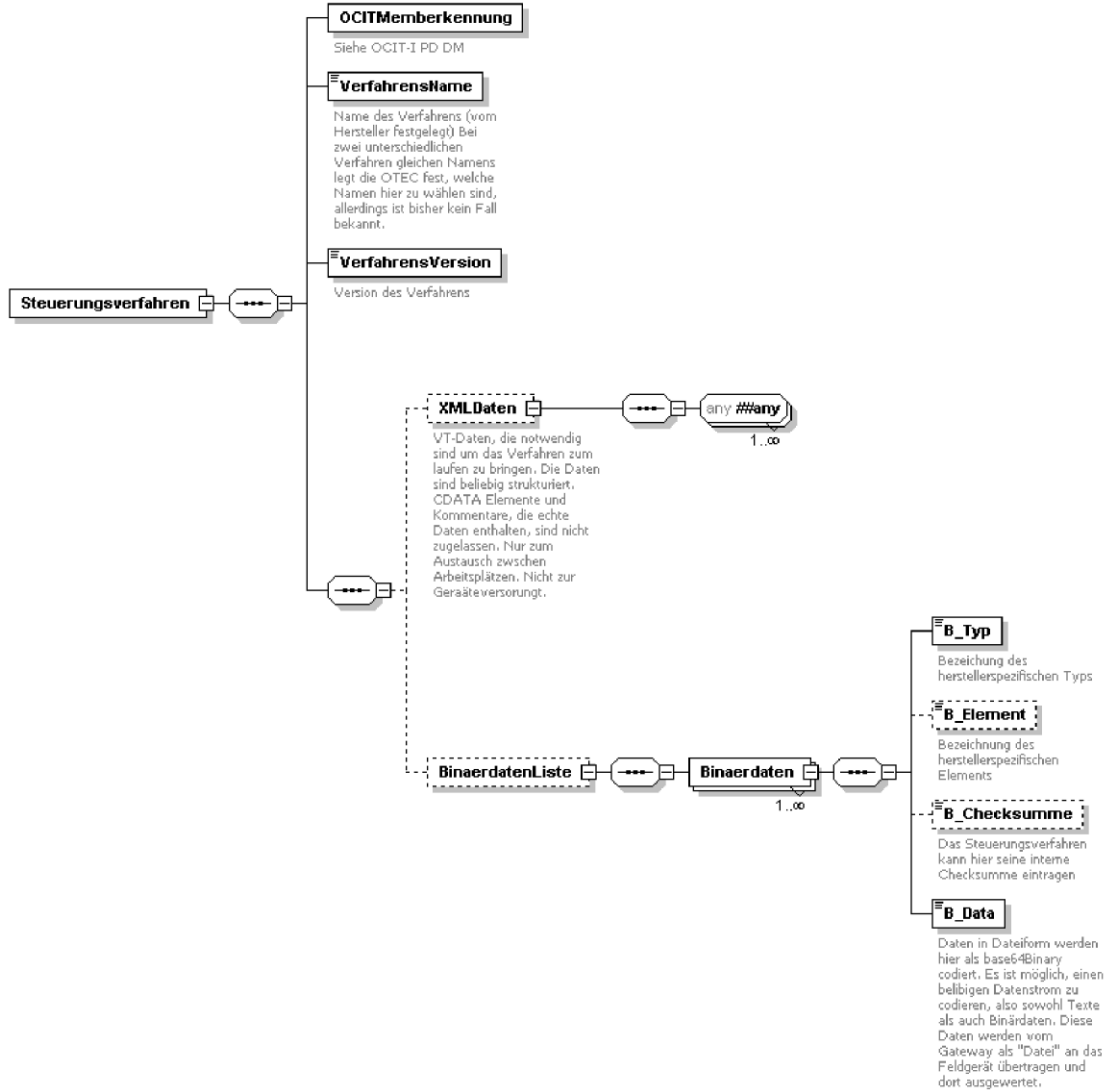 OCITMemberkennung
Siehe OCIT-I PD DM
VerfahrensName
Name des Verfahrens (vom
Hersteller festgelegt) Bei
zwei unterschiedlichen
Verfahren gleichen Namens
legt die OTEC fest, welche
Namen hier zu wählen sind,
allerdings ist bisher kein Fall
bekannt.
VerfahrensVersion
Version des Verfahrens
Steuerungsverfahren
XMLDaten
any ##any
1..∞
VT-Daten, die notwendig
sind um das Verfahren zum
laufen zu bringen. Die Daten
sind beliebig strukturiert.
CDATA Elemente und
Kommentare, die echte
Daten enthalten, sind nicht
zugelassen. Nur zum
Austausch zwschen
Arbeitsplätzen. Nicht zur
Geraäteversorungt.
BinaerdatenListe
Binaerdaten
1..∞
B_Typ
Bezeichung des
herstellerspezifischen Typs
B_Element
Bezeichnung des
herstellerspezifischen
Elements
B_Checksumme
Das Steuerungsverfahren
kann hier seine interne
Checksumme eintragen
B_Data
Daten in Dateiform werden
hier als base64Binary
codiert. Es ist möglich, einen
belibigen Datenstrom zu
codieren, also sowohl Texte
als auch Binärdaten. Diese
Daten werden vom
Gateway als "Datei" an das
Feldgerät übertragen und
dort ausgewertet.